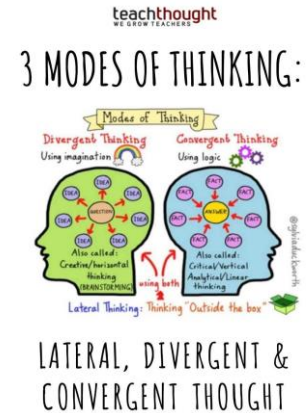 teachthought
WE GROW TEACHERS
3 MODES OF THINKING:
Modes of Thinking
Divergent Thinking
Using imagination
Convergent Thinking
Using logic
IDEA
IDEA
IDEA
IDEA
IDEA
IDEA
IDEA
QUESTION
FACT
FACT
FACT
FACT
FACT
FACT
FACT
ANSWER
Also called:
Creative/horizontal
thinking
(BRAINSTORMING)
using both
Also called:
Critical/Vertical
Analytical/Linear
thinking
Lateral Thinking: Thinking "Outside the box"
@sylviaduckworth
LATERAL, DIVERGENT &
CONVERGENT THOUGHT